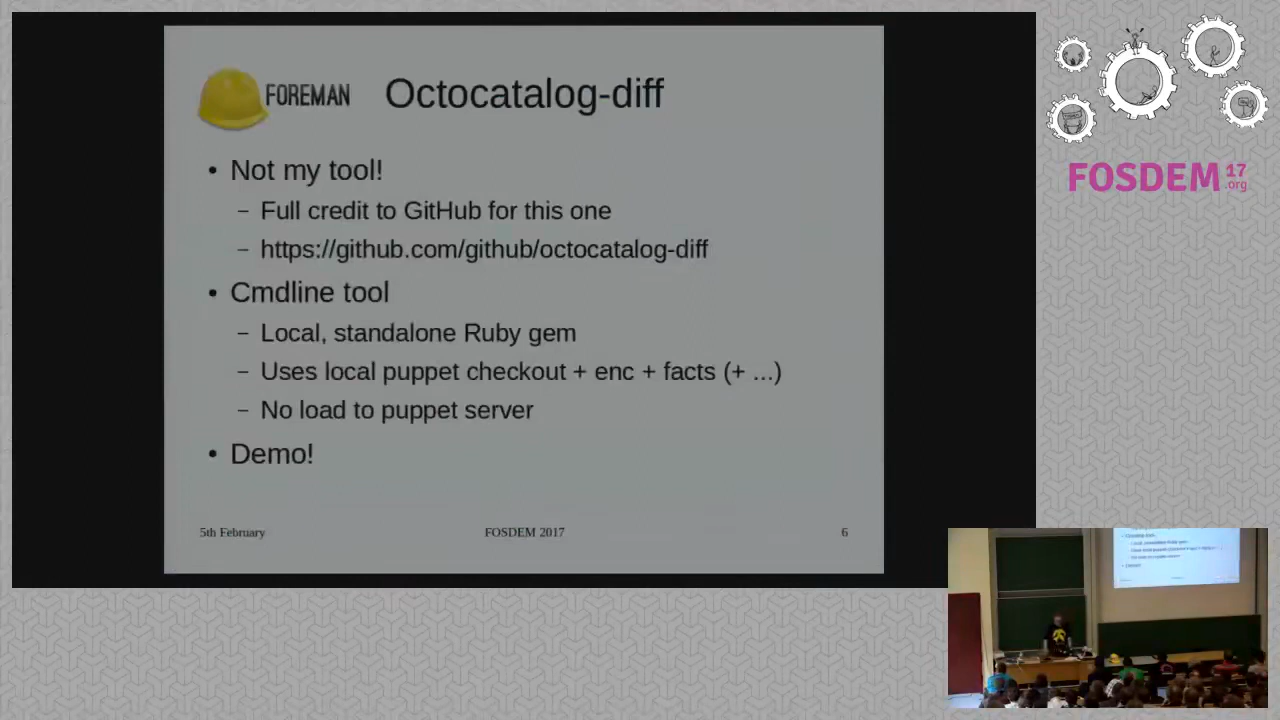 FOREMAN
Octocatalog-diff
• Not my tool!
– Full credit to GitHub for this one
– https://github.com/github/octocatalog-diff
• Cmdline tool
– Local, standalone Ruby gem
– Uses local puppet checkout + enc + facts (+ ...)
– No load to puppet server
• Demo!
5th February
FOSDEM 2017
6
FOSDEM 17
.org